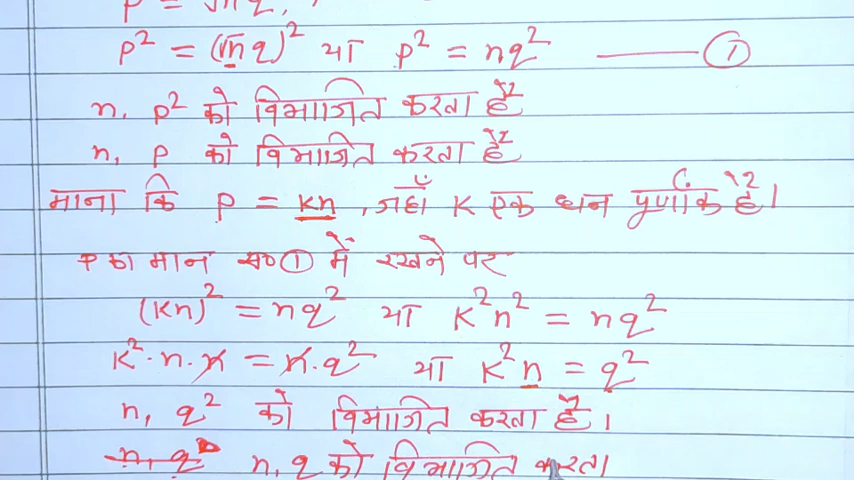 p = √n q,
p² = (√n q)² या p² = nq² ——— ①
n, p² को विभाजित करता है
n, p को विभाजित करता है
माना कि p = kn, जहाँ K एक धन पूर्णांक है।
p का मान स०① में रखने पर
(kn)² = nq² या K²n² = nq²
K²·n·n = n·q² या K²n = q²
n, q² को विभाजित करता है।
n, q n, q को विभाजित करता